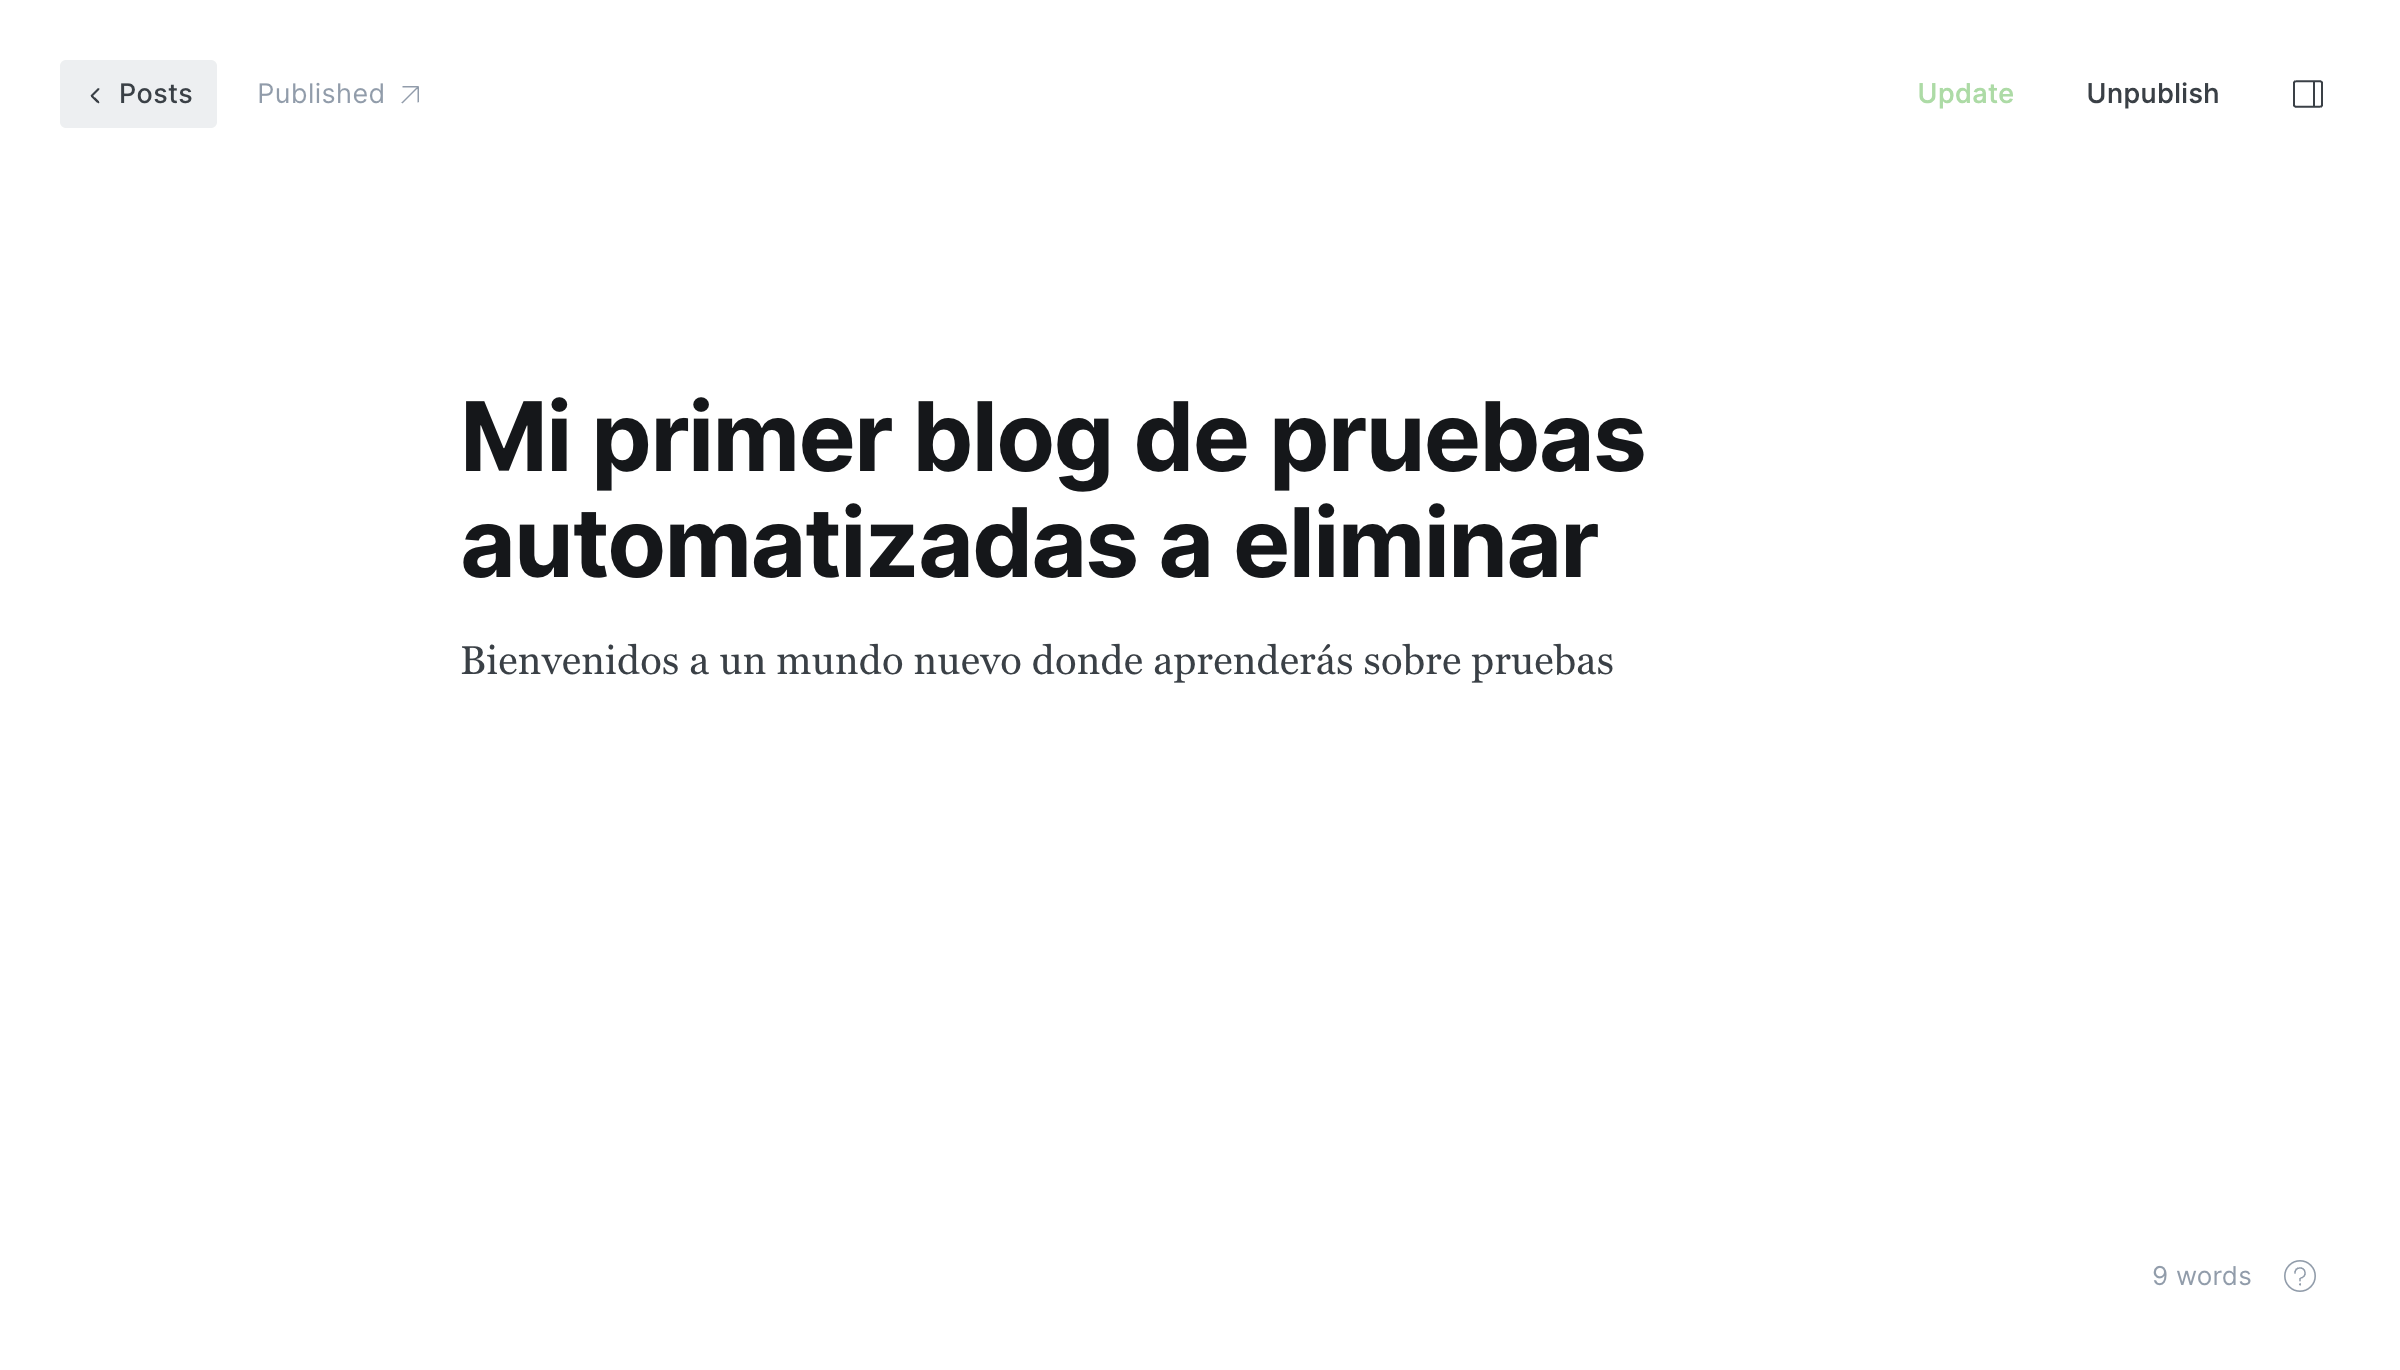 Posts
Published
Update
Unpublish
Mi primer blog de pruebas
automatizadas a eliminar
Bienvenidos a un mundo nuevo donde aprenderás sobre pruebas
9 words
?